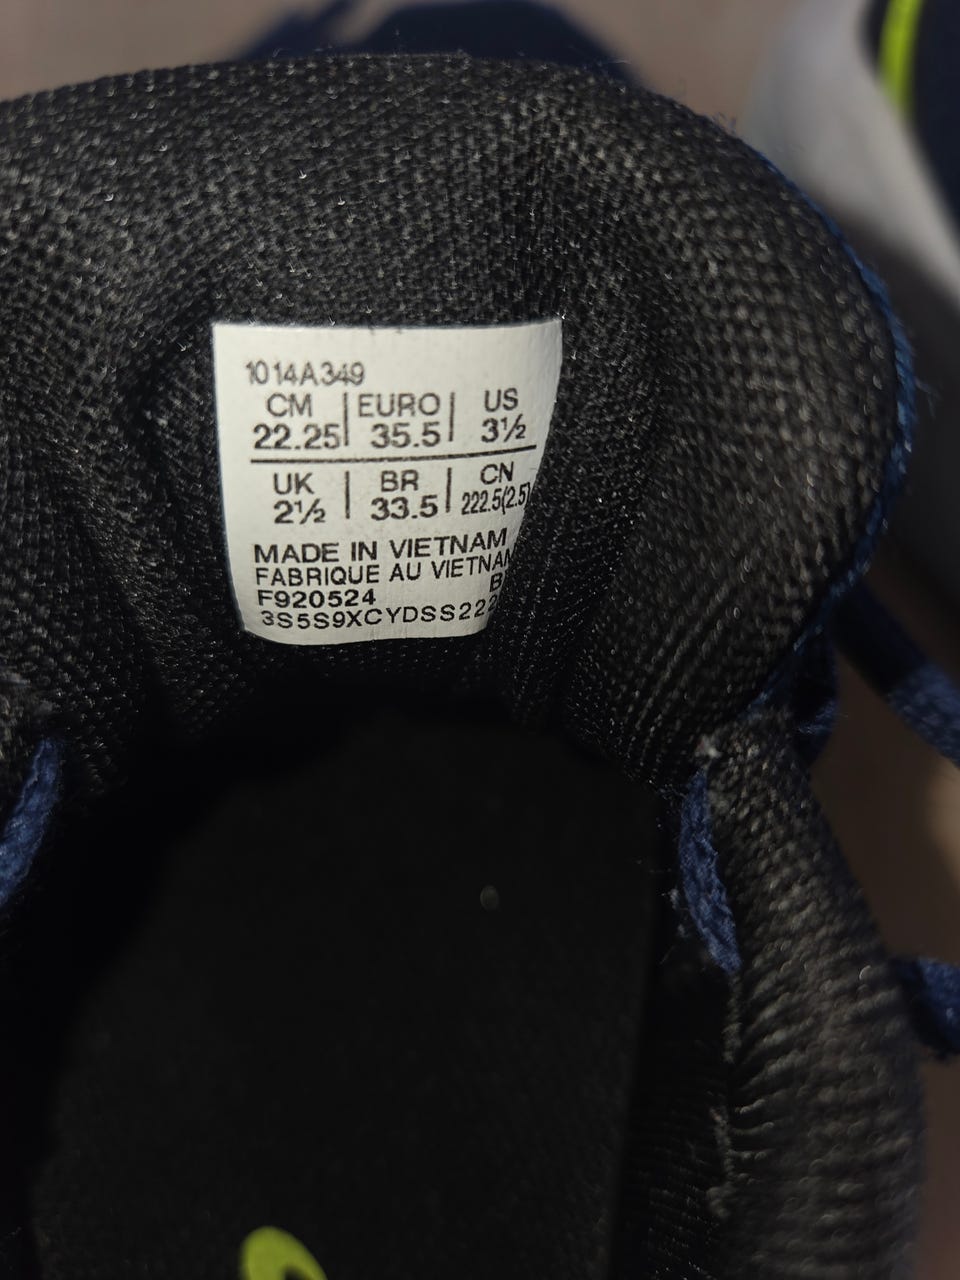 1014A349
CM | EURO | US
22.25 | 35.5 | 3½
UK | BR | CN
2½ | 33.5 | 222.5(2.5)
MADE IN VIETNAM
FABRIQUE AU VIETNAM
F920524 B
3S5S9XCYDSS222